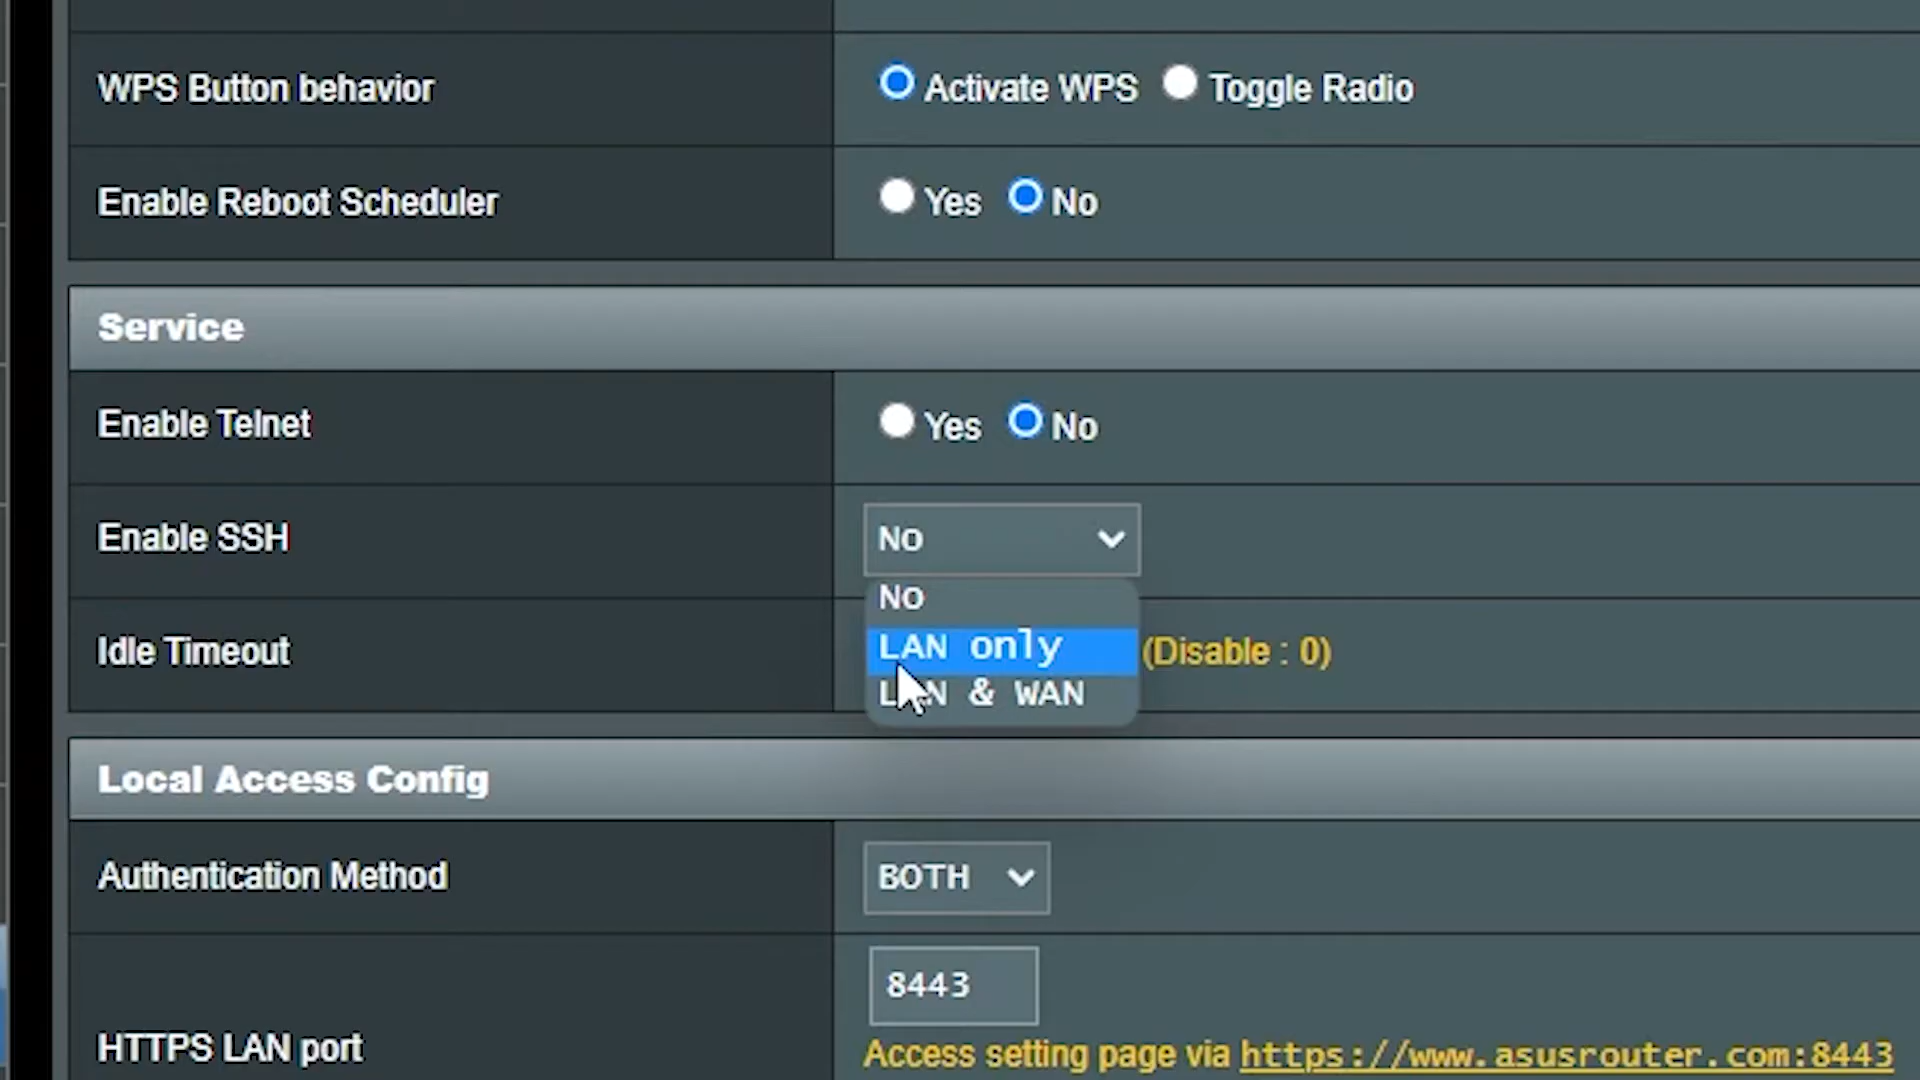 WPS Button behavior Activate WPS Toggle Radio
Enable Reboot Scheduler Yes No
Service
Enable Telnet Yes No
Enable SSH NO
NO
LAN only
Idle Timeout (Disable : 0)
LAN & WAN
Local Access Config
Authentication Method BOTH
8443
HTTPS LAN port
Access setting page via https://www.asusrouter.com:8443